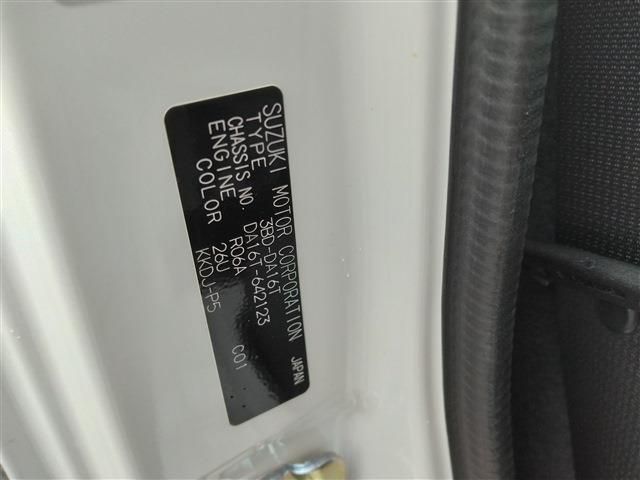 SUZUKI MOTOR CORPORATION JAPAN
TYPE 3BD-DA16T
CHASSIS NO. DA16T-642123
ENGINE R06A
COLOR 26U C01
KKDJ-P5